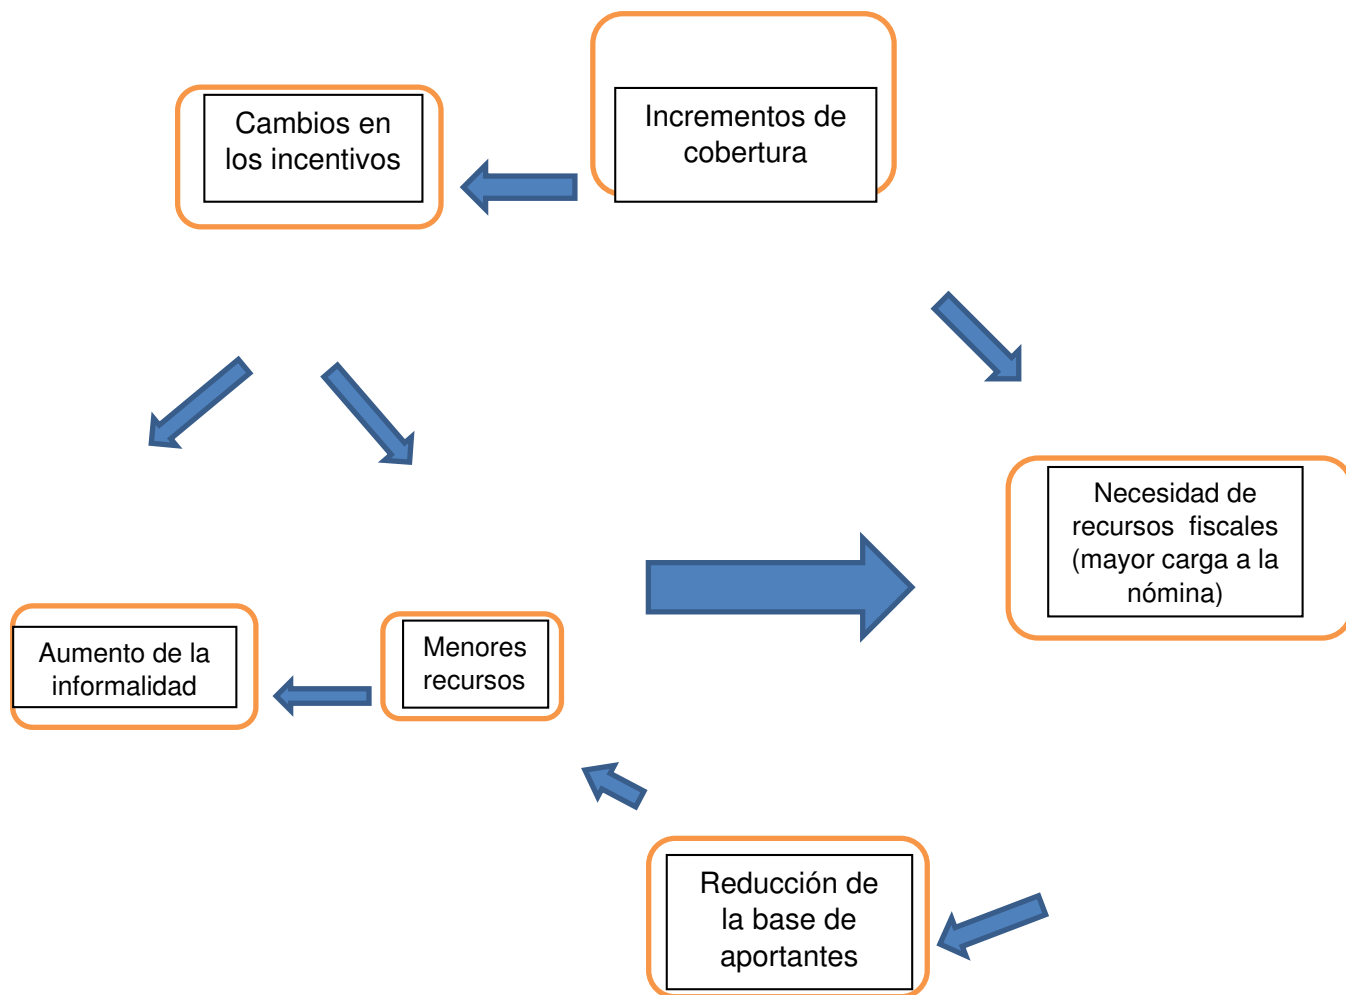 Incrementos de
cobertura
Cambios en
los incentivos
Necesidad de
recursos fiscales
(mayor carga a la
nómina)
Aumento de la
informalidad
Menores
recursos
Reducción de
la base de
aportantes